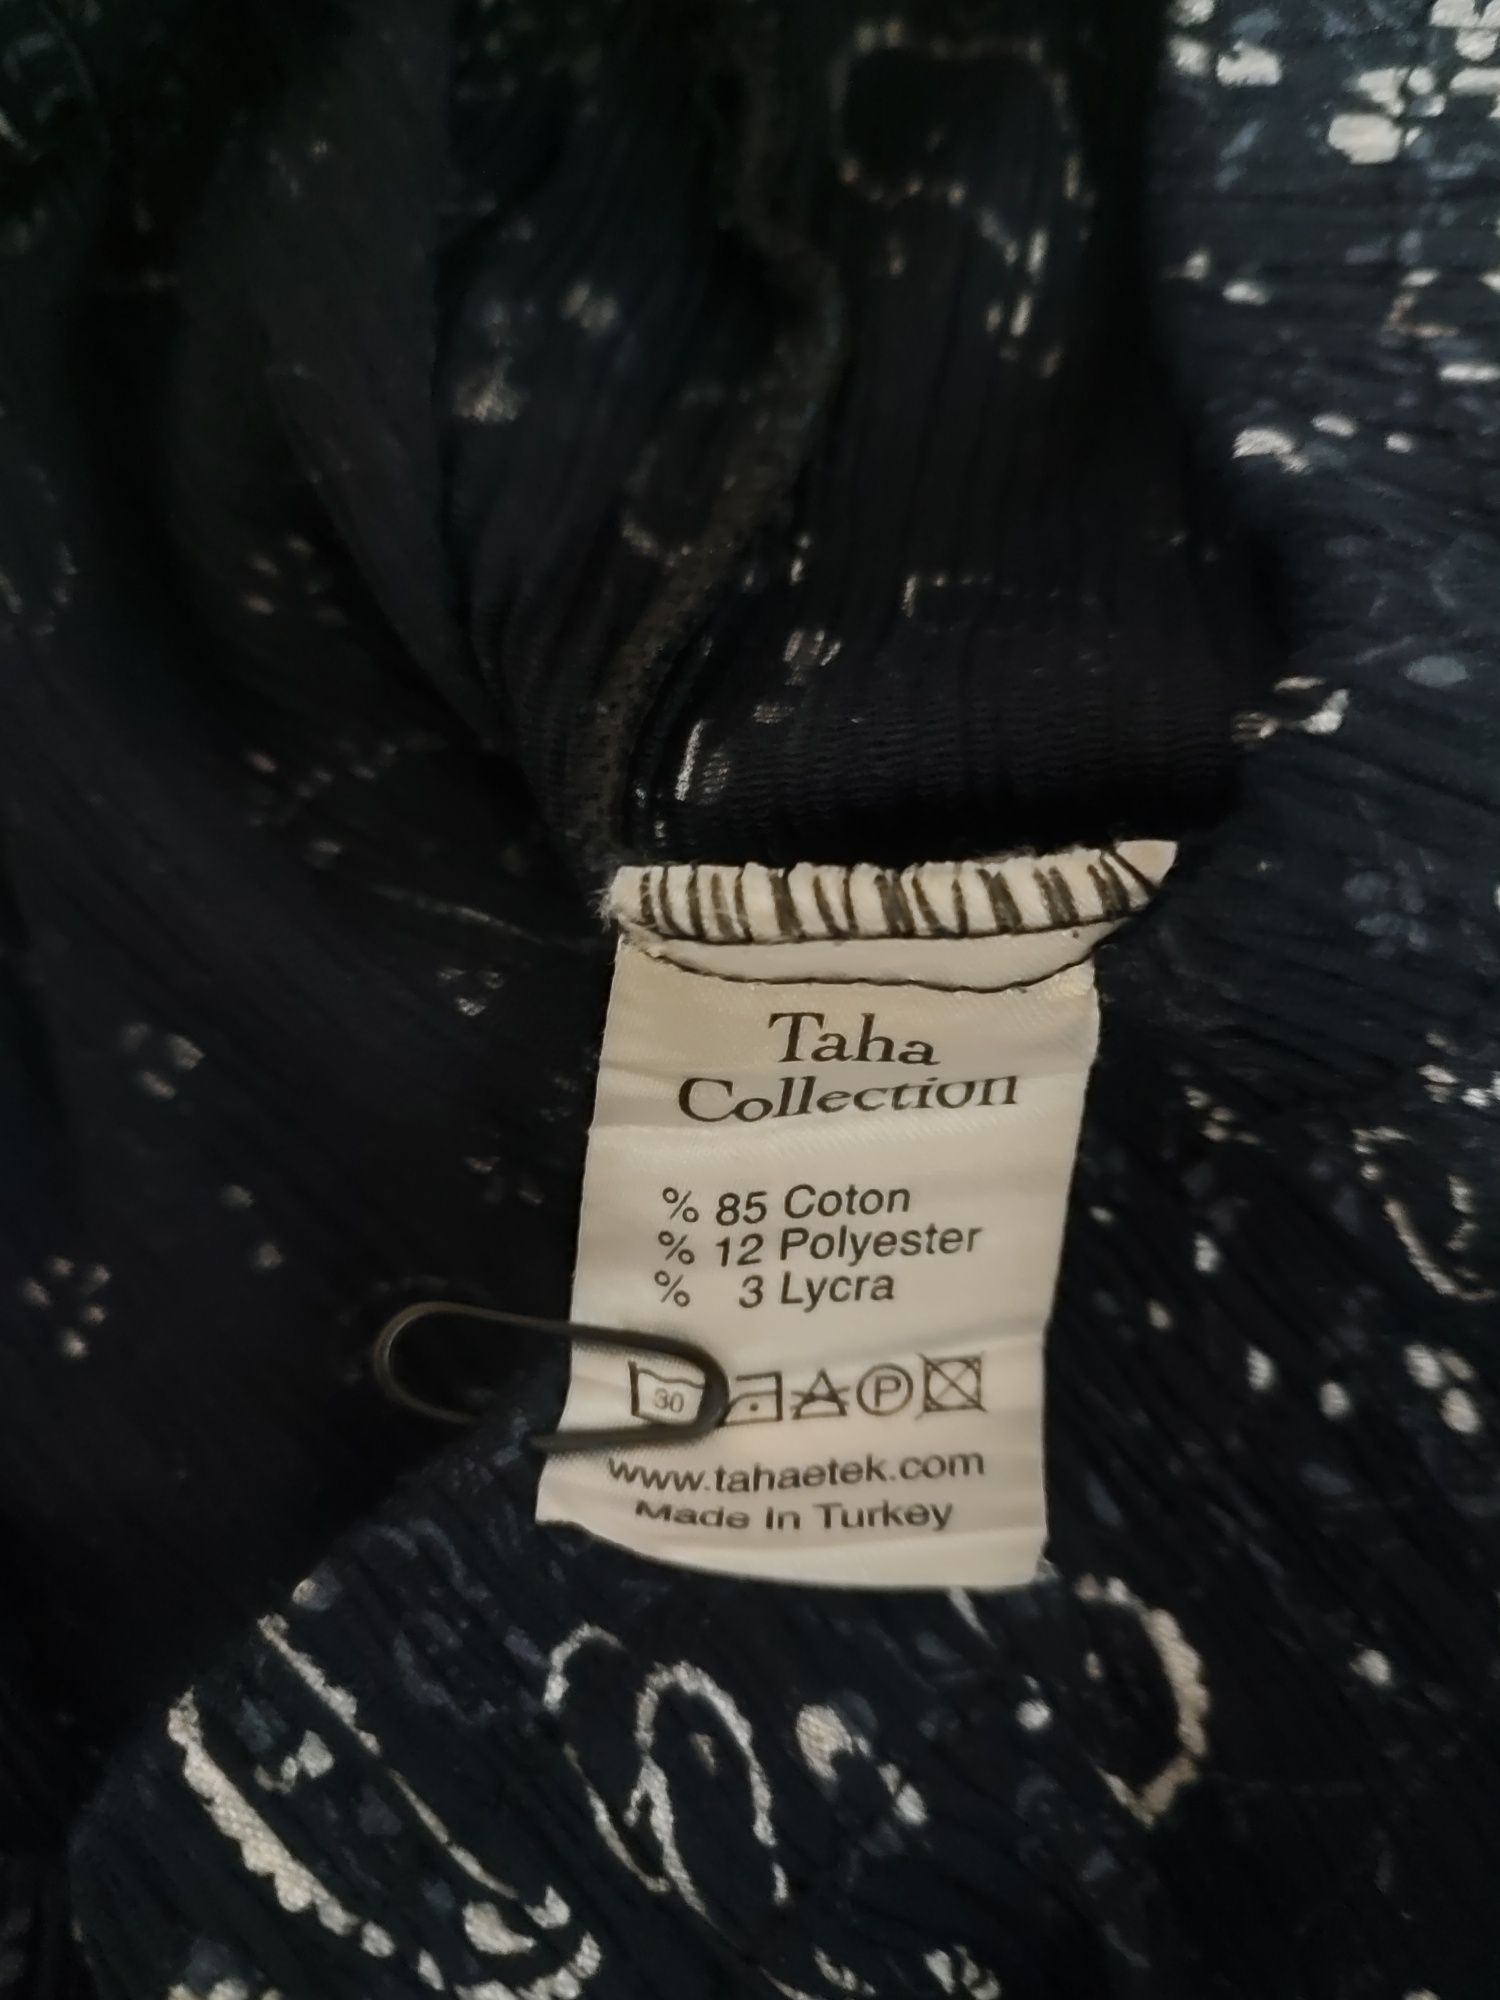 Taha
Collection
% 85 Coton
% 12 Polyester
% 3 Lycra
30 P
www.tahaetek.com
Made In Turkey